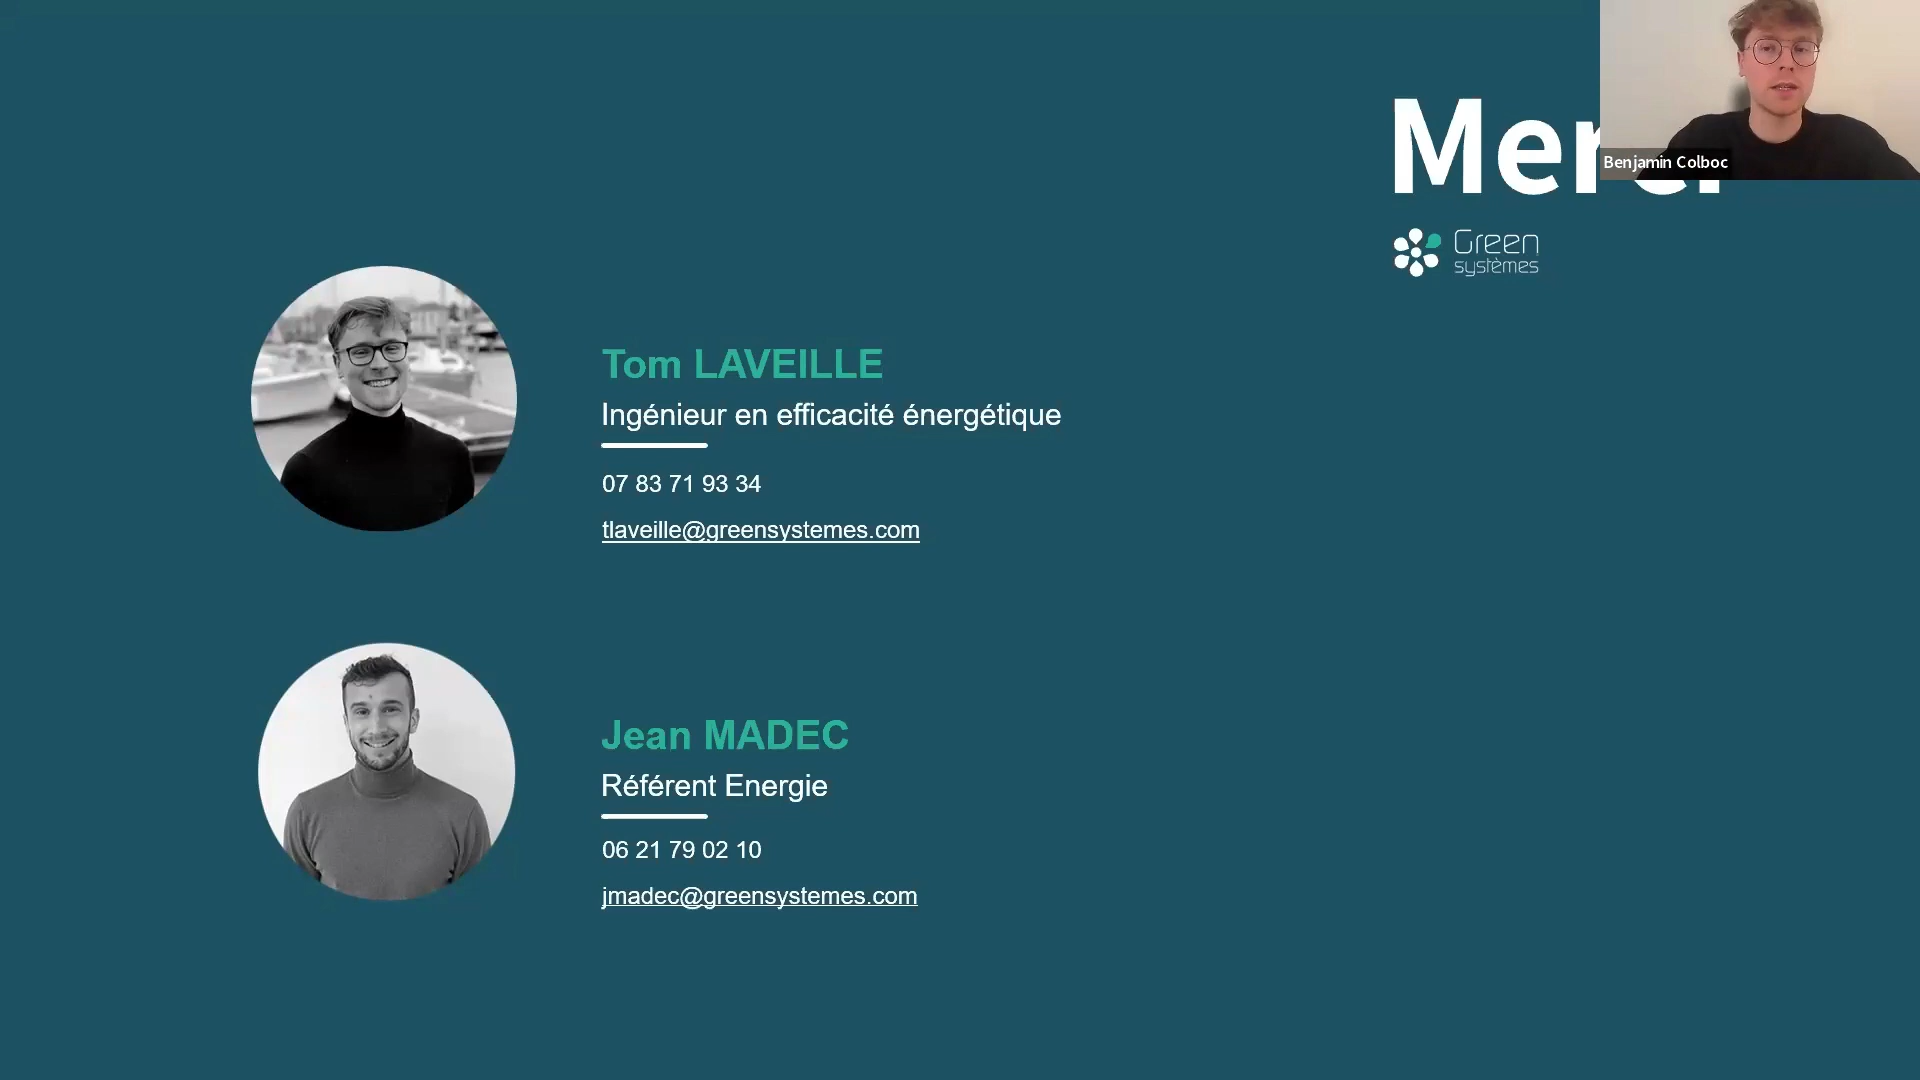 Benjamin Colboc
Green
systèmes
Tom LAVEILLE
Ingénieur en efficacité énergétique
07 83 71 93 34
tlaveille@greensystemes.com
Jean MADEC
Référent Energie
06 21 79 02 10
jmadec@greensystemes.com